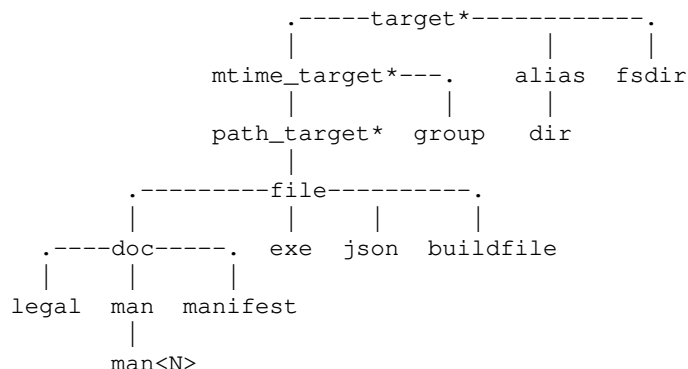 .-----target*------------.
|                |      |
mtime_target*---.    alias  fsdir
|           |      |
path_target*  group   dir
|
.---------file----------.
|          |     |      |
.----doc-----.  exe  json  buildfile
|     |      |
legal  man  manifest
|
man<N>